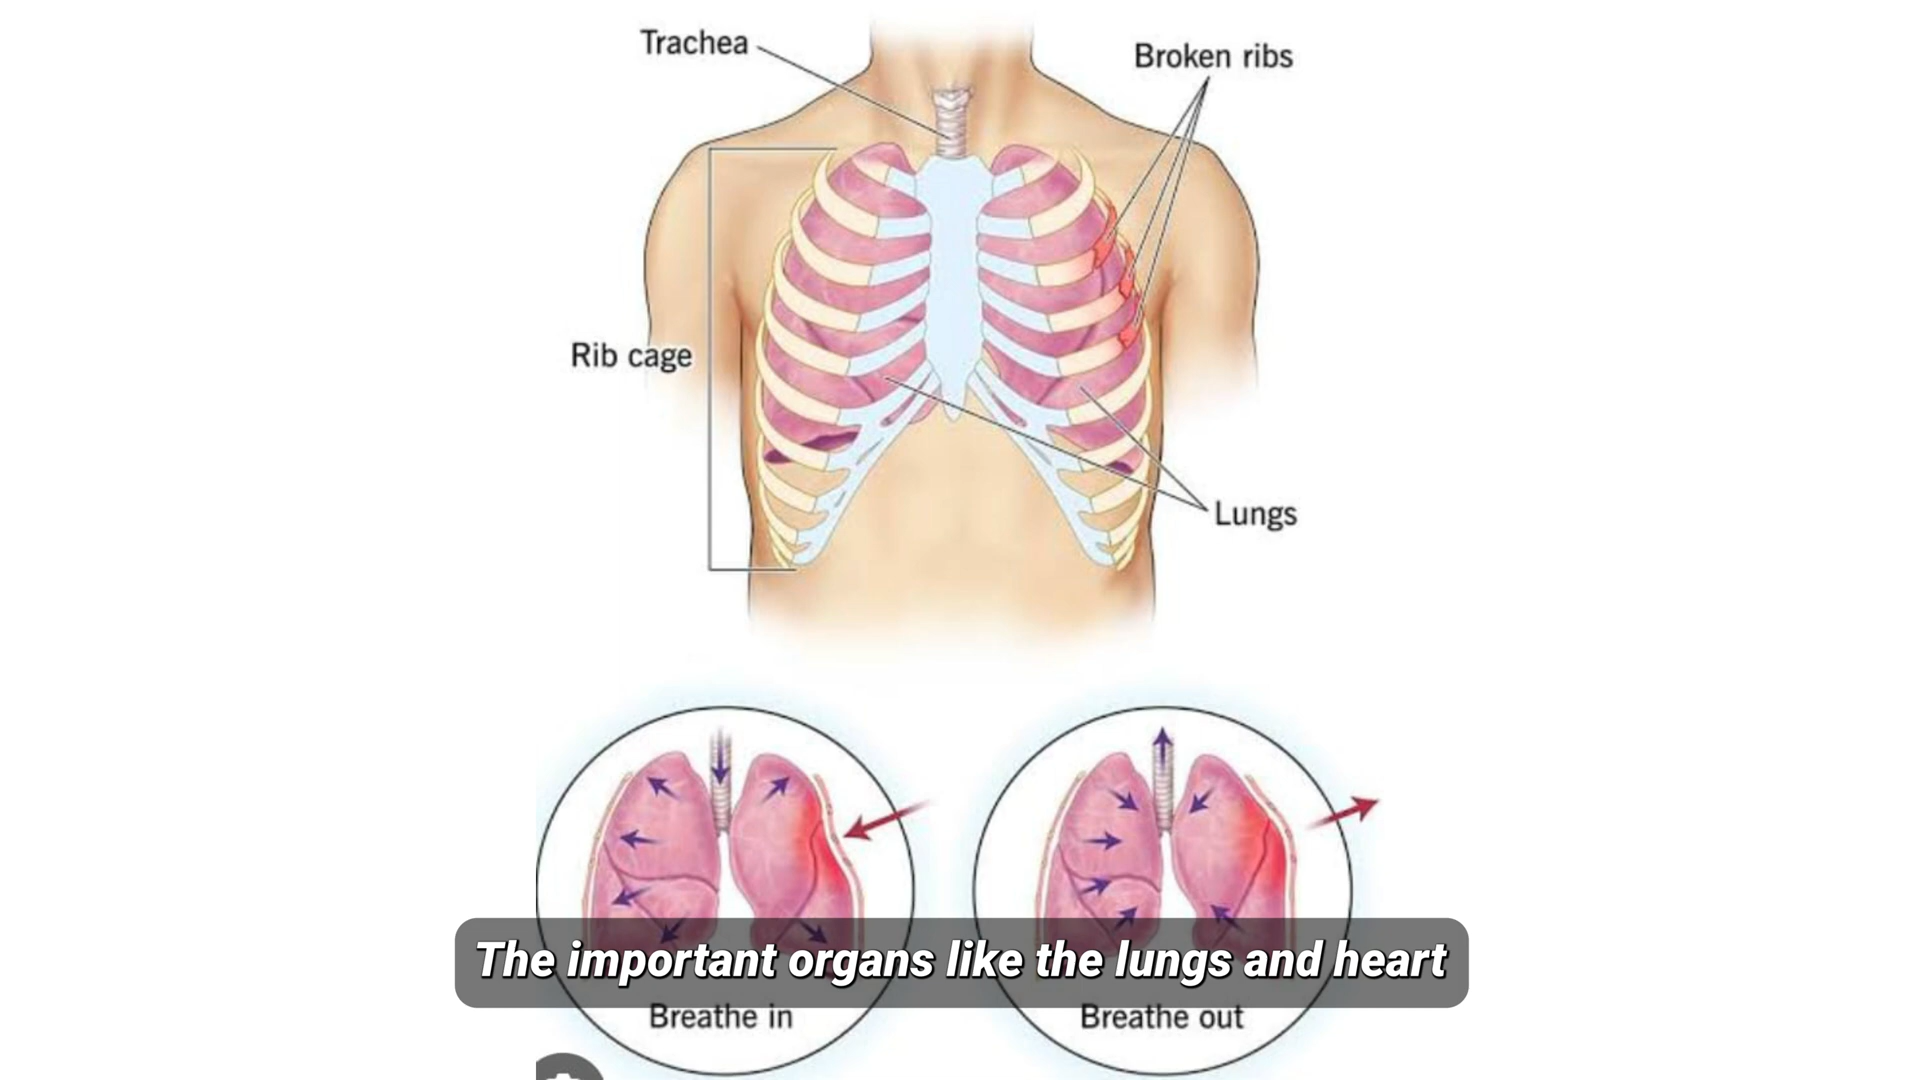 Trachea
Broken ribs
Rib cage
Lungs
The important organs like the lungs and heart
Breathe in
Breathe out